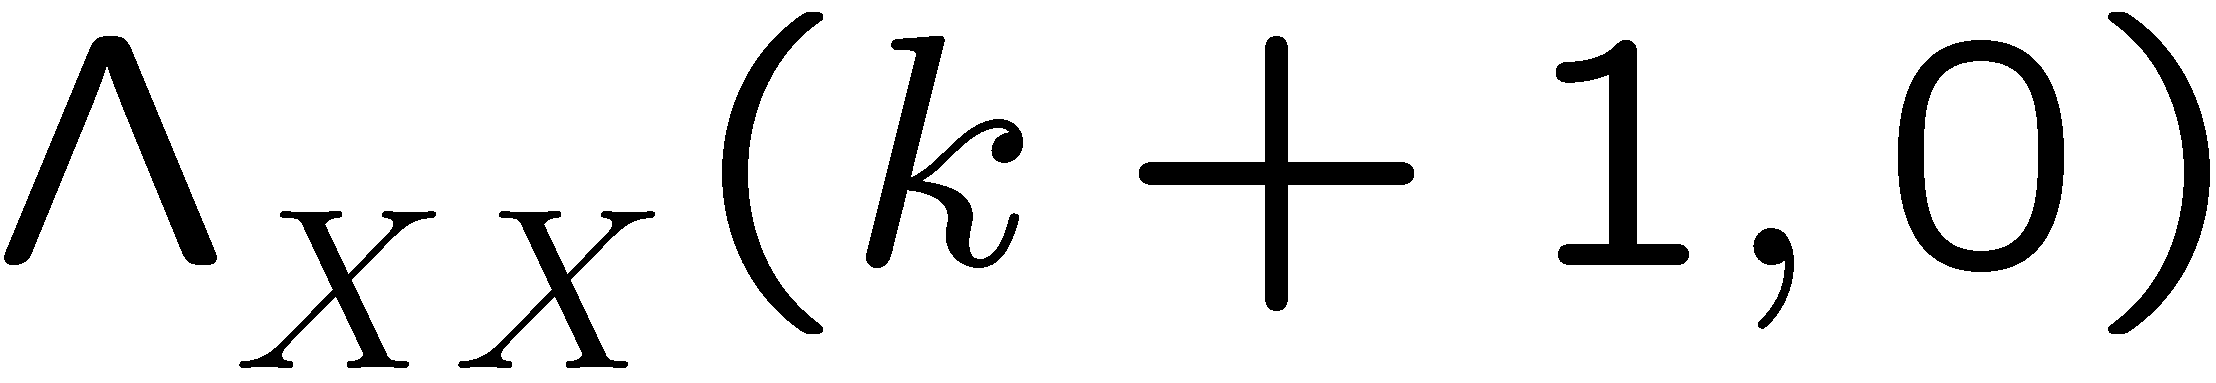 Λ_{XX}(k + 1, 0)